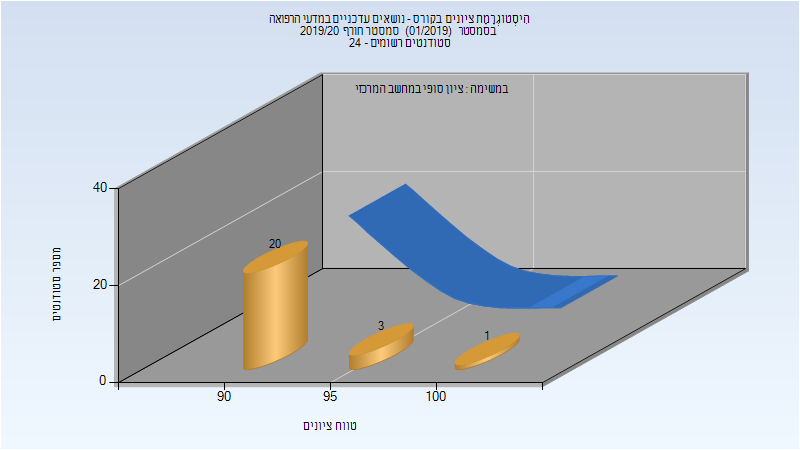 היסטוגרמת ציונים בקורס - נושאים עדכניים במדעי הרפואה
בסמסטר (01/2019) סמסטר חורף 2019/20
סטודנטים רשומים - 24
במשימה : ציון סופי במחשב המרכזי
40
20
0
מספר סטודנטים
20
3
1
90
95
100
טווח ציונים